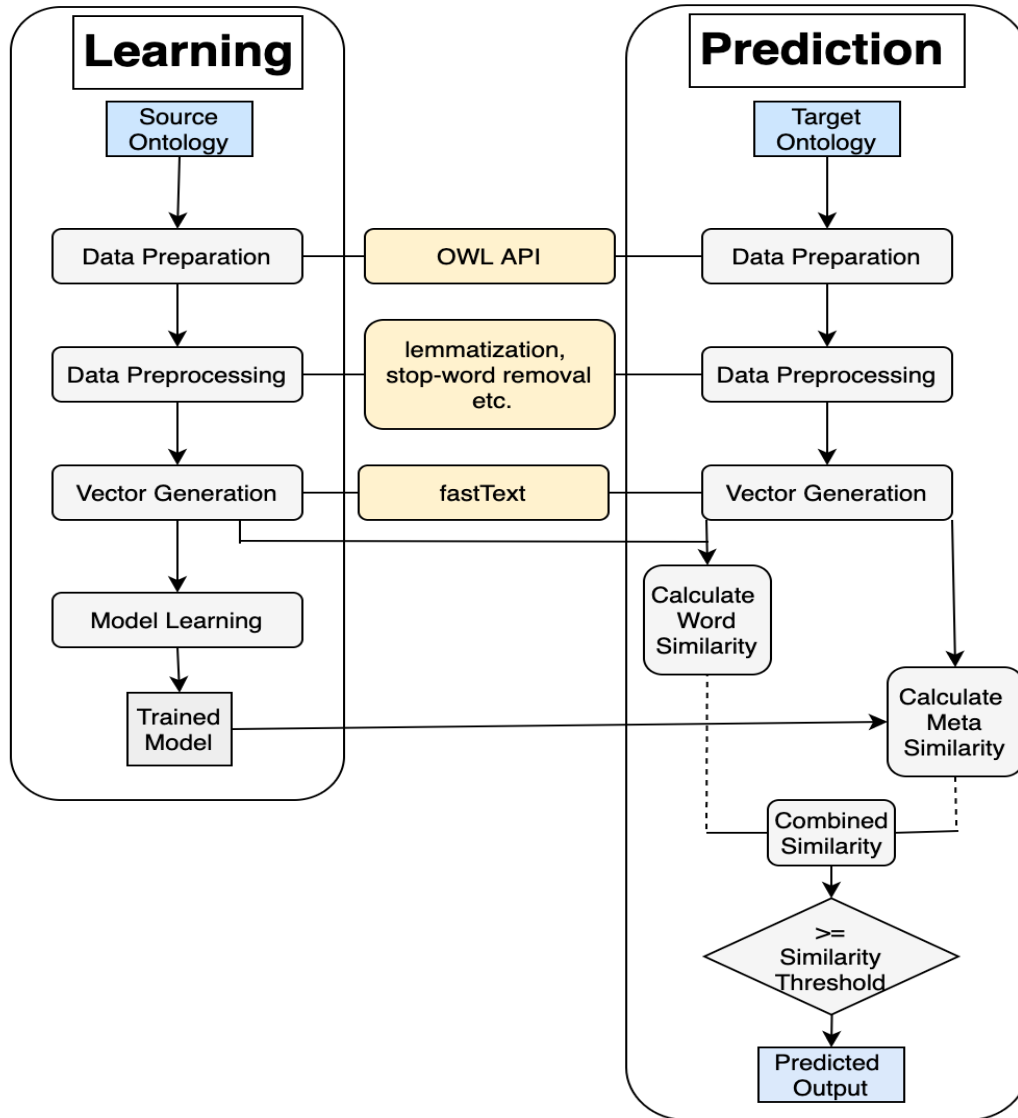 Learning
Source
Ontology
Data Preparation
Data Preprocessing
Vector Generation
Model Learning
Trained
Model
OWL API
lemmatization,
stop-word removal
etc.
fastText
Prediction
Target
Ontology
Data Preparation
Data Preprocessing
Vector Generation
Calculate
Word
Similarity
Calculate
Meta
Similarity
Combined
Similarity
>=
Similarity
Threshold
Predicted
Output